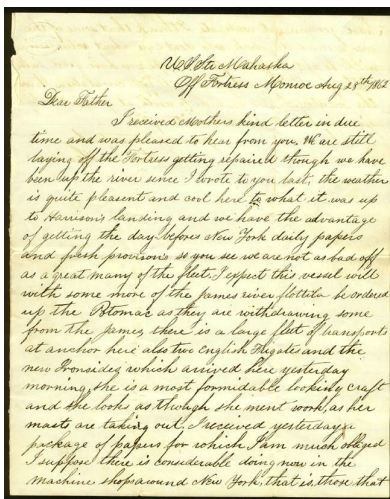 U.S. Str Mahaska
Off Fortress Monroe Aug 28th 1862
Dear Father
I received Mothers kind letter in due
time and was pleased to hear from you, We are still
laying off the Fortress getting repaired though we have
been up the river since I wrote to you last, the weather
is quite pleasent and cool here to what it was up
to Harrisons landing and we have the advantage
of getting the day before New York daily papers
and fresh provisions so you see we are not as bad off
as a great many of the fleet, I expect this vessel will
with some more of the James river flottila be ordered
up the Potomac as they are withdrawing some
from the James, there is a large fleet of transports
at anchor here also two English frigates and the
new Ironsidez which arrived here yesterday
morning, she is a most formidable looking craft
and she looks as though she ment work, as her
masts are taking out, I received yesterday a
package of papers for which I am much obliged
I suppose there is considerable doing now in the
machine shops around New York, that is those that